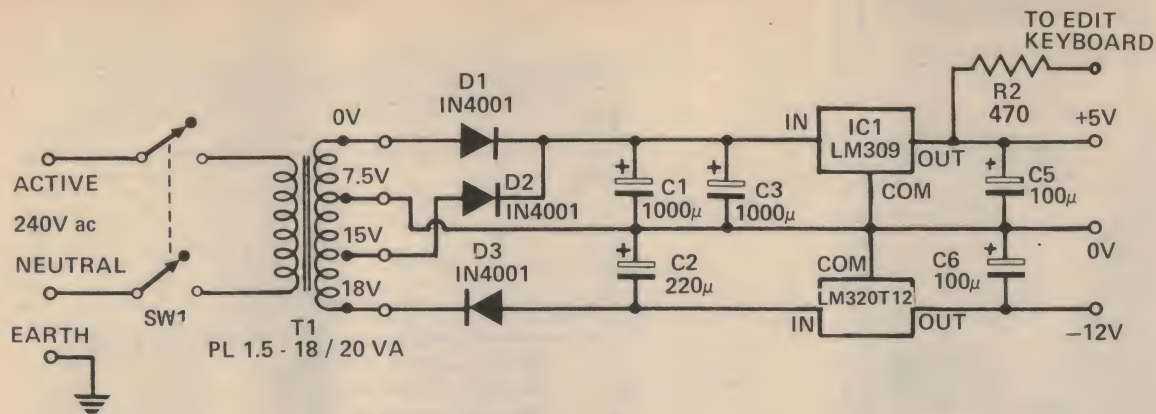 TO EDIT
KEYBOARD
R2
470
D1
IN4001
0V
7.5V
15V
18V
D2
IN4001
D3
IN4001
ACTIVE
240V ac
NEUTRAL
SW1
EARTH
T1
PL 1.5 - 18 / 20 VA
+
C1
1000µ
+
C3
1000µ
+
C2
220µ
IN
IC1
LM309
OUT
COM
+
C5
100µ
+5V
0V
COM
LM320T12
IN
OUT
+
C6
100µ
–12V